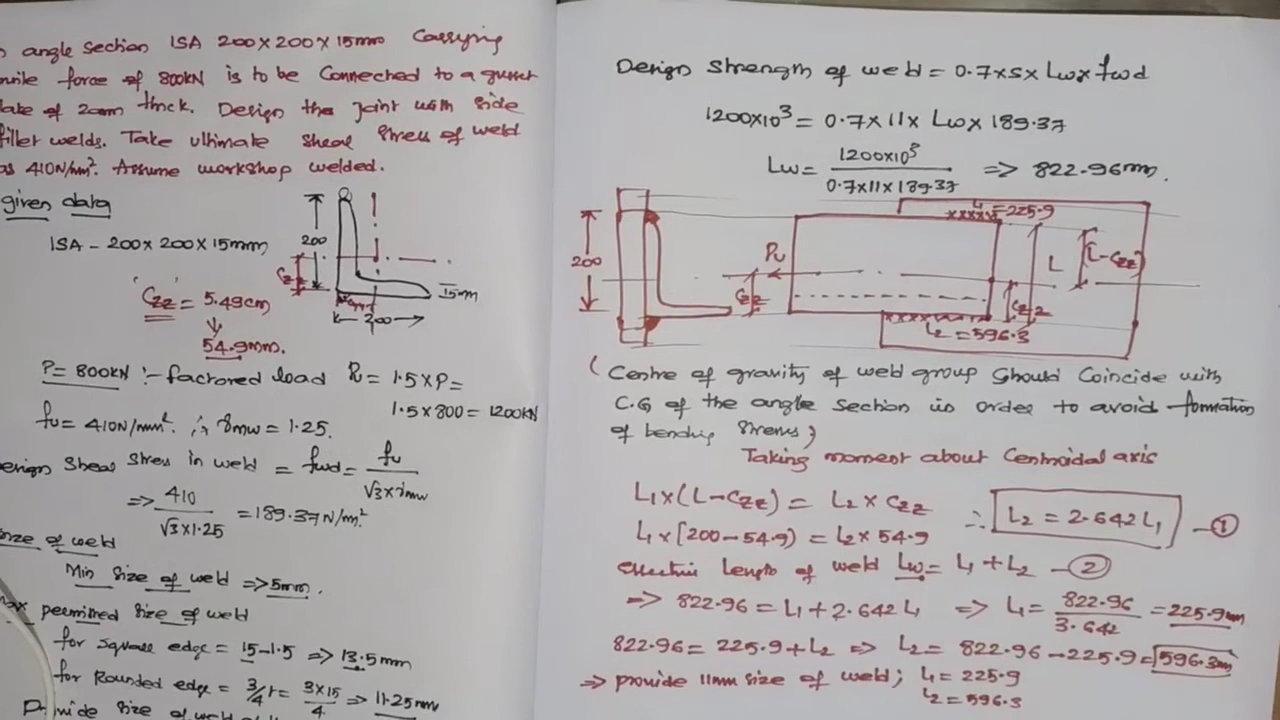 angle section ISA 200×200×15mm Carrying
force of 800kN is to be Connected to a gusset
of 20mm thick. Design the Joint with side
fillet welds. Take ultimate shear stress of weld
as 410N/mm². Assume workshop welded.
given data
ISA - 200×200×15mm
200
Czz
15mm
200
'Czz' = 5.49cm
54.9mm.
P = 800kN :- factored load Pu = 1.5×P =
1.5×800 = 1200kN
fu = 410N/mm². ∴ γmw = 1.25.
Design Shear Stress in weld = fwd = fu / √3×γmw
=> 410 / √3×1.25 = 189.37N/mm²
Size of weld
Min size of weld => 5mm.
Max permitted size of weld
for square edge = 15-1.5 => 13.5mm
for Rounded edge = 3/4 t = 3×15/4 => 11.25mm
Provide size of weld
Design Strength of weld = 0.7×s×Lw×fwd
1200×10³ = 0.7×11×Lw×189.37
Lw = 1200×10³ / 0.7×11×189.37 => 822.96mm.
L1=225.9
200
Pu
Czz
L
(L-Czz)
Czz
L2=596.3
(Centre of gravity of weld group should Coincide with
C.G of the angle section in order to avoid formation
of bending stresses)
Taking moment about Centroidal axis
L1×(L-Czz) = L2×Czz
L1×[200-54.9) = L2×54.9
∴ L2 = 2.642L1 -①
effective length of weld Lw = L1+L2 -②
=> 822.96 = L1+2.642L1 => L1 = 822.96 / 3.642 = 225.9mm
822.96 = 225.9+L2 => L2 = 822.96-225.9 = 596.3mm
=> provide 11mm size of weld; L1 = 225.9
L2 = 596.3